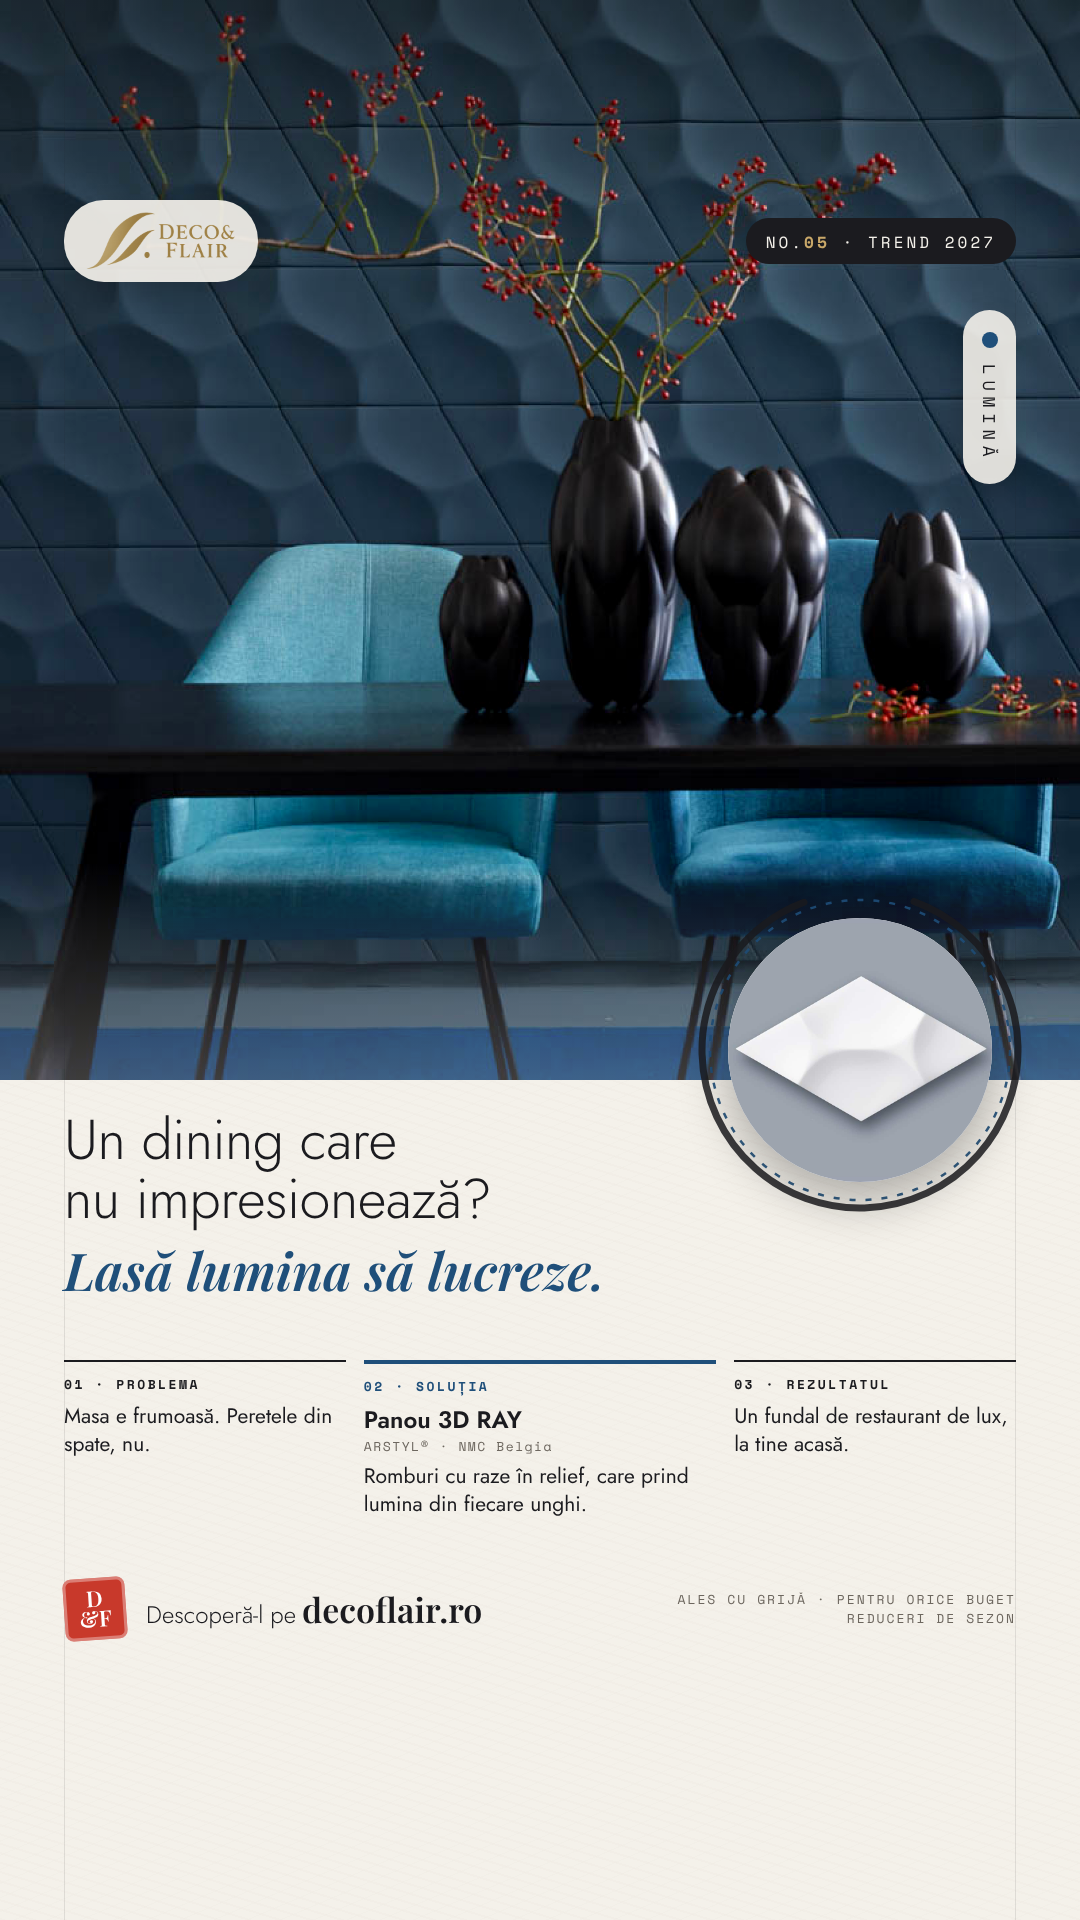 DECO&
FLAIR
NO.05 · TREND 2027
LUMINĂ
Un dining care
nu impresionează?
Lasă lumina să lucreze.
01 · PROBLEMA
Masa e frumoasă. Peretele din
spate, nu.
02 · SOLUȚIA
Panou 3D RAY
ARSTYL® · NMC Belgia
Romburi cu raze în relief, care prind
lumina din fiecare unghi.
03 · REZULTATUL
Un fundal de restaurant de lux,
la tine acasă.
D
&F
Descoperă-l pe decoflair.ro
ALES CU GRIJĂ · PENTRU ORICE BUGET
REDUCERI DE SEZON